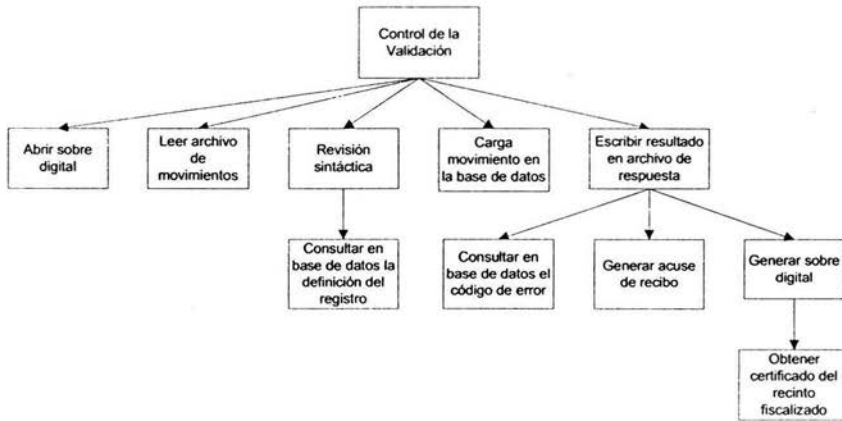 Control de la
Validación
Abrir sobre
digital
Leer archivo
de
movimientos
Revisión
sintáctica
Carga
movimiento en
la base de datos
Escribir resultado
en archivo de
respuesta
Consultar en
base de datos la
definición del
registro
Consultar en
base de datos el
código de error
Generar acuse
de recibo
Generar sobre
digital
Obtener
certificado del
recinto
fiscalizado